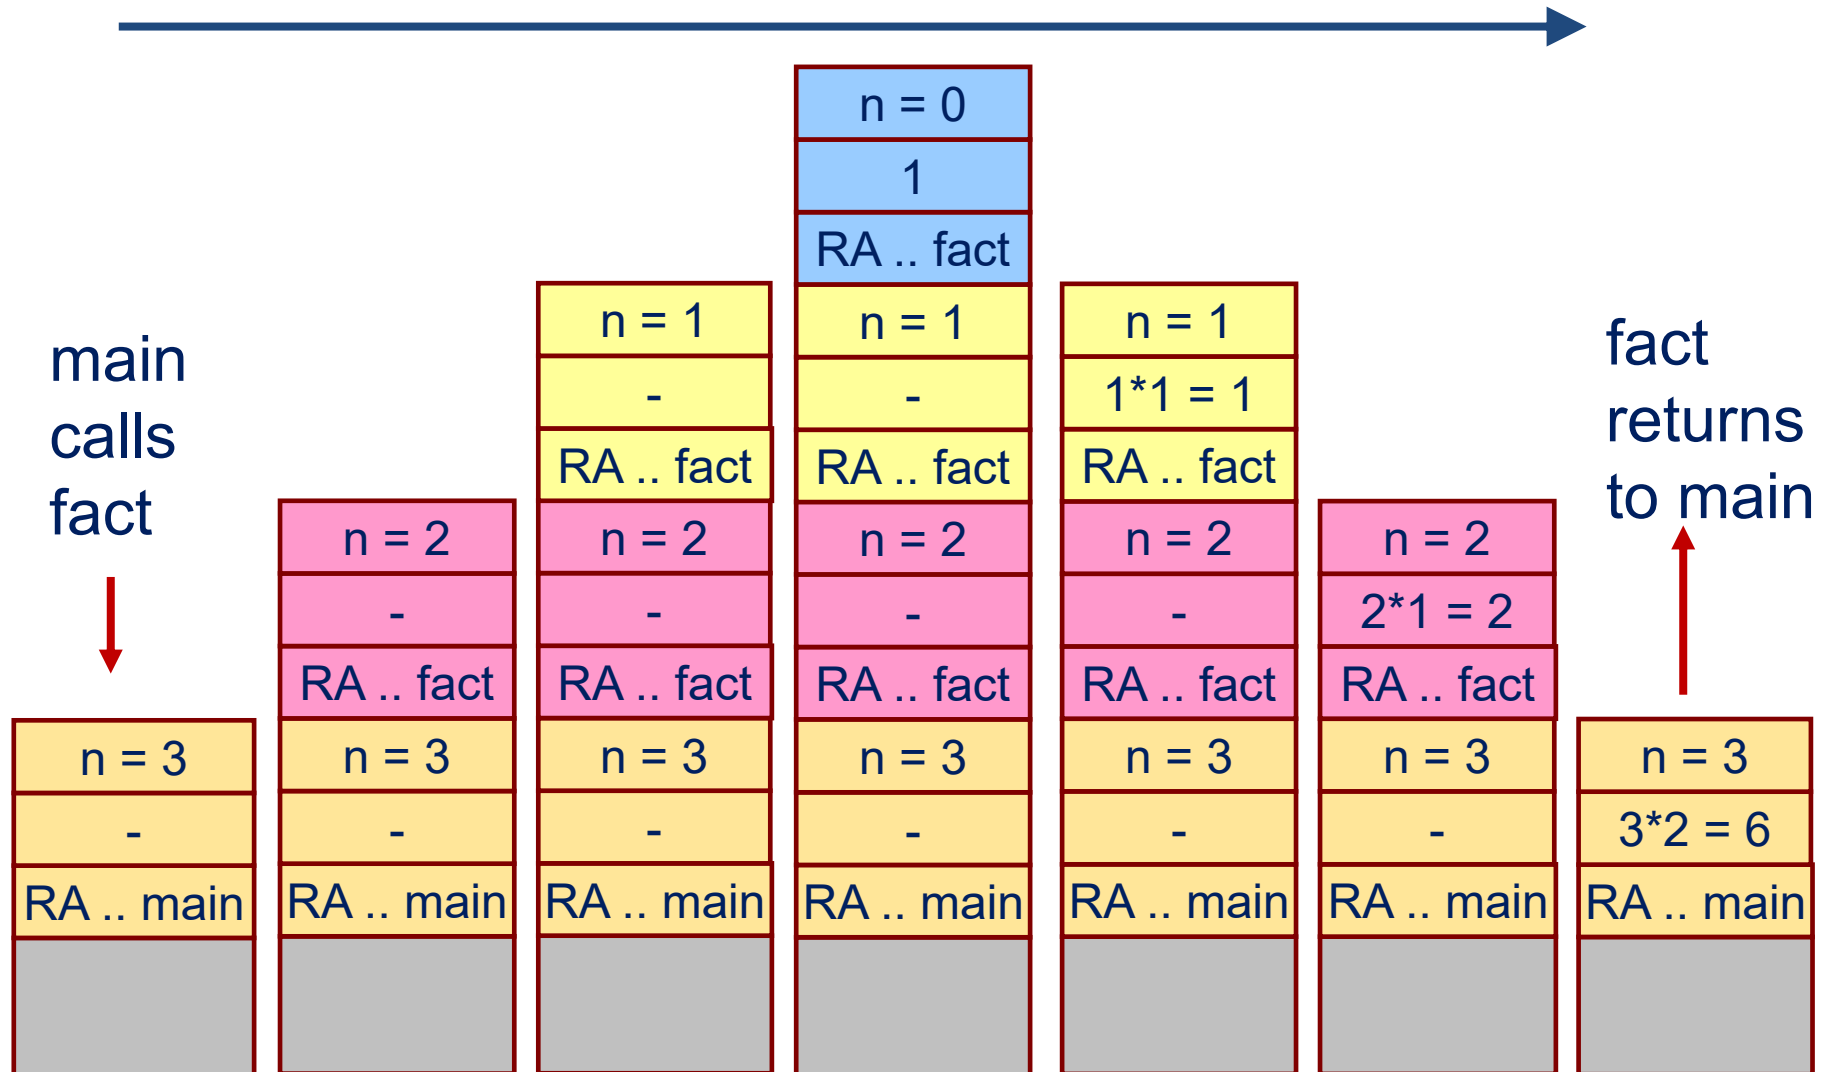 main
calls
fact
n = 3
-
RA .. main
n = 2
-
RA .. fact
n = 3
-
RA .. main
n = 1
-
RA .. fact
n = 2
-
RA .. fact
n = 3
-
RA .. main
n = 0
1
RA .. fact
n = 1
-
RA .. fact
n = 2
-
RA .. fact
n = 3
-
RA .. main
n = 1
1*1 = 1
RA .. fact
n = 2
-
RA .. fact
n = 3
-
RA .. main
n = 2
2*1 = 2
RA .. fact
n = 3
-
RA .. main
fact
returns
to main
n = 3
3*2 = 6
RA .. main